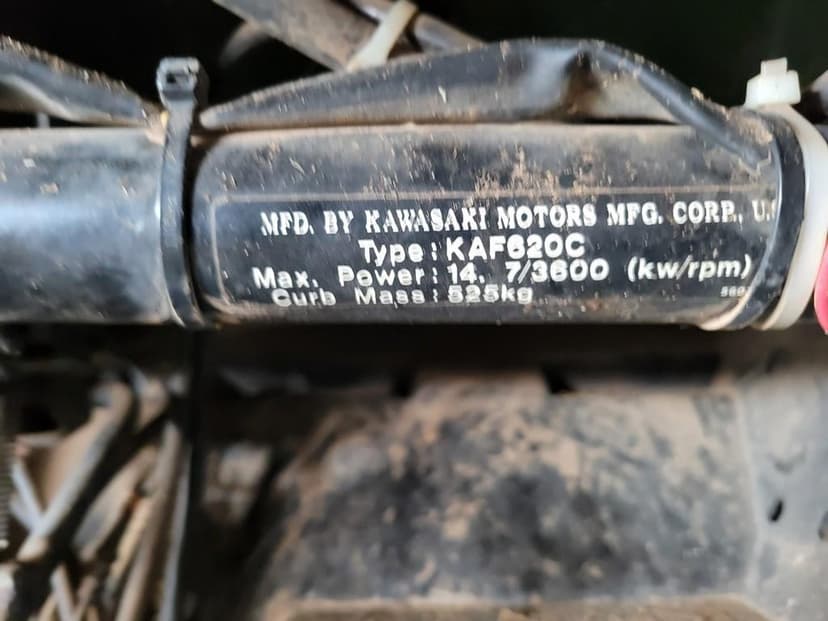 MFD. BY KAWASAKI MOTORS MFG. CORP., U.
Type: KAF620C
Max. Power: 14. 7/3600 (kw/rpm)
Curb Mass: 525kg